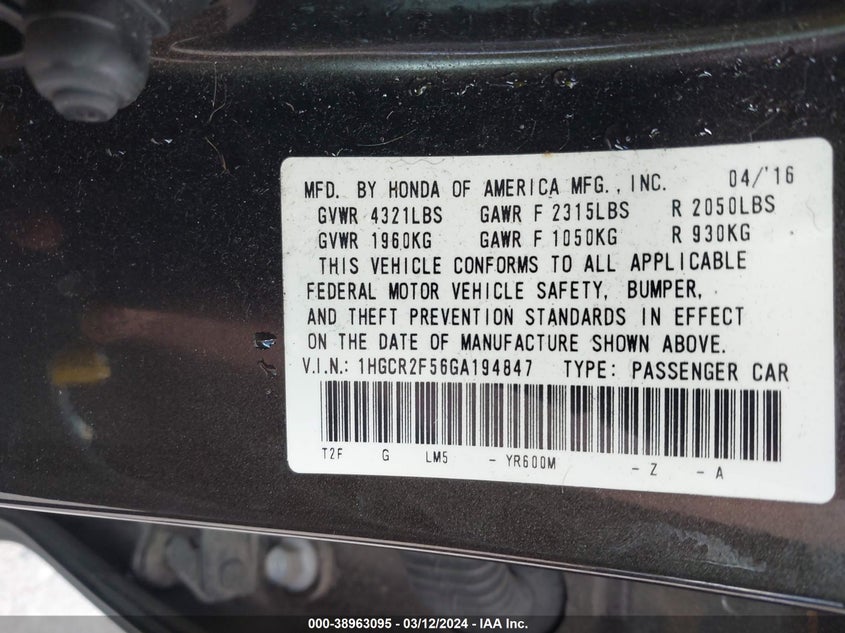 MFD. BY HONDA OF AMERICA MFG., INC. 04/'16
GVWR 4321LBS GAWR F 2315LBS R 2050LBS
GVWR 1960KG GAWR F 1050KG R 930KG
THIS VEHICLE CONFORMS TO ALL APPLICABLE
FEDERAL MOTOR VEHICLE SAFETY, BUMPER,
AND THEFT PREVENTION STANDARDS IN EFFECT
ON THE DATE OF MANUFACTURE SHOWN ABOVE.
V.I.N.: 1HGCR2F56GA194847 TYPE: PASSENGER CAR
T2F G LM5 - YR600M - Z - A
000-38963095 - 03/12/2024 - IAA Inc.